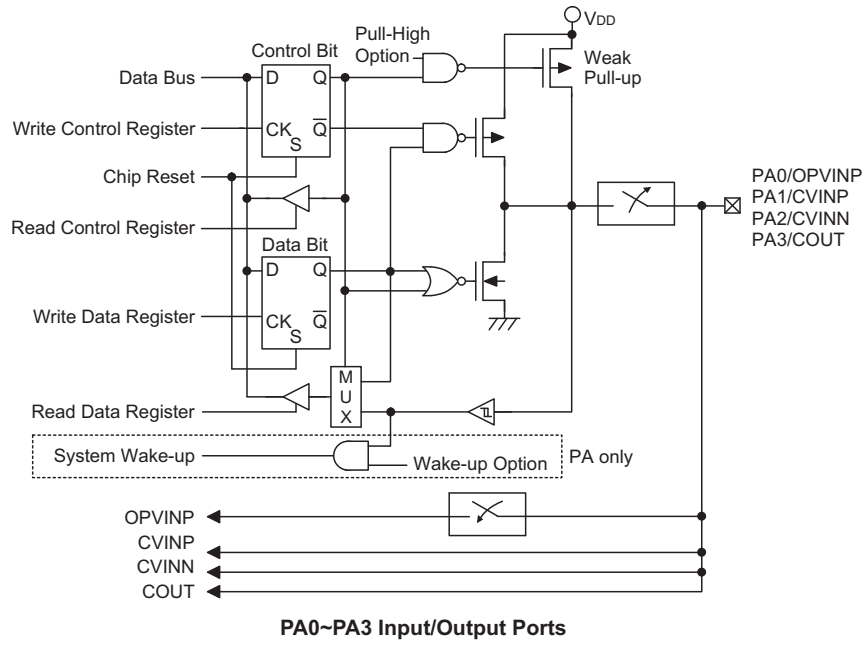 VDD
Pull-High
Option
Control Bit
Weak
Pull-up
Data Bus
D
Q
Write Control Register
CK
Q̅
S
Chip Reset
PA0/OPVINP
PA1/CVINP
PA2/CVINN
PA3/COUT
Read Control Register
Data Bit
D
Q
Write Data Register
CK
Q̅
S
M
U
X
Read Data Register
System Wake-up
Wake-up Option
PA only
OPVINP
CVINP
CVINN
COUT
PA0~PA3 Input/Output Ports